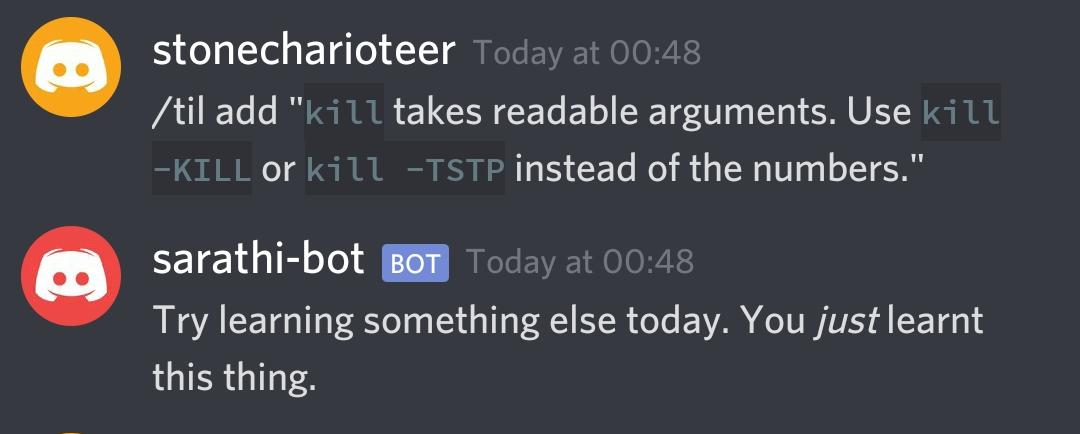 stonecharioteer Today at 00:48
/til add "kill takes readable arguments. Use kill
-KILL or kill -TSTP instead of the numbers."
sarathi-bot BOT Today at 00:48
Try learning something else today. You just learnt
this thing.